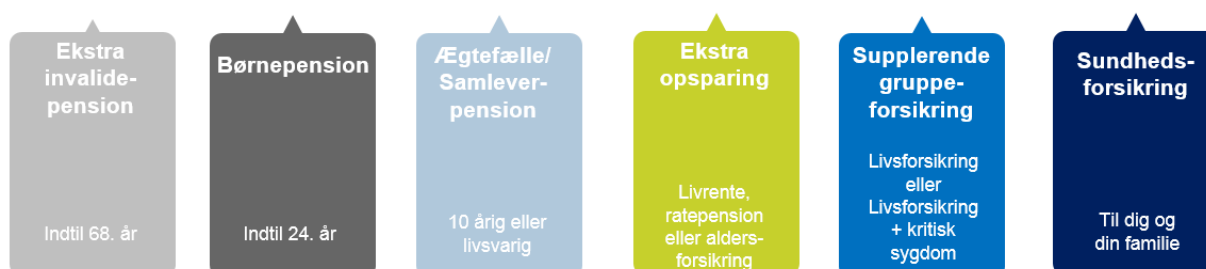 Ekstra
invalide-
pension
Indtil 68. år
Børnepension
Indtil 24. år
Ægtefælle/
Samlever-
pension
10 årig eller
livsvarig
Ekstra
opsparing
Livrente,
ratepension
eller alders-
forsikring
Supplerende
gruppe-
forsikring
Livsforsikring
eller
Livsforsikring
+ kritisk
sygdom
Sundheds-
forsikring
Til dig og
din familie